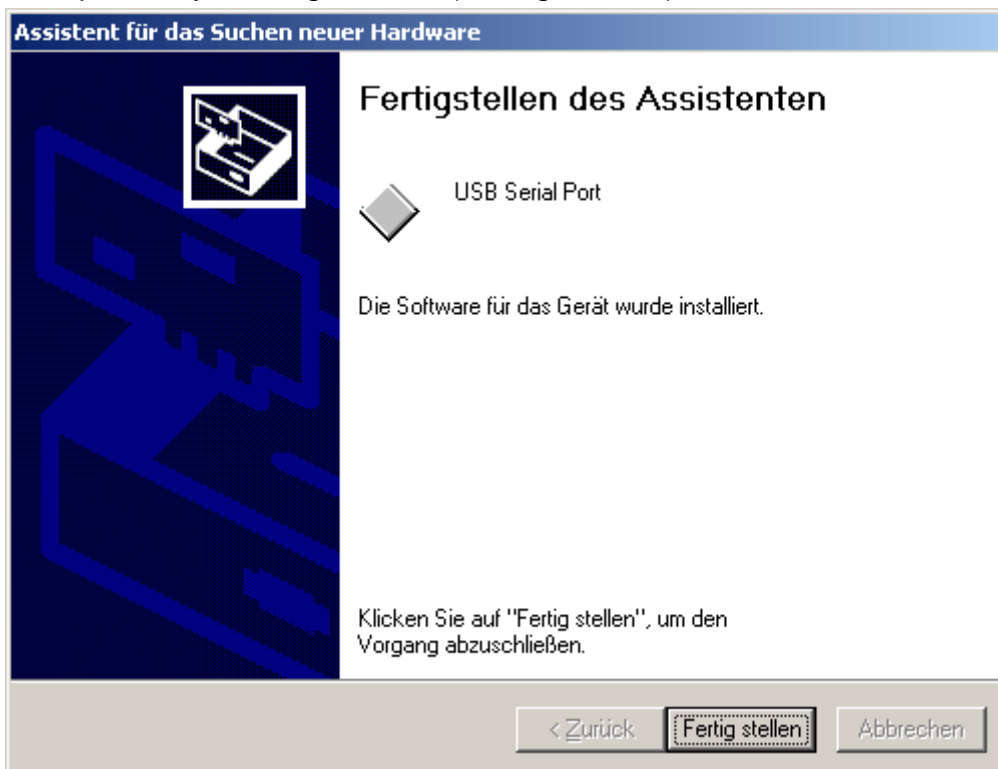 Assistent für das Suchen neuer Hardware
Fertigstellen des Assistenten
USB Serial Port
Die Software für das Gerät wurde installiert.
Klicken Sie auf "Fertig stellen", um den
Vorgang abzuschließen.
< Zurück
Fertig stellen
Abbrechen